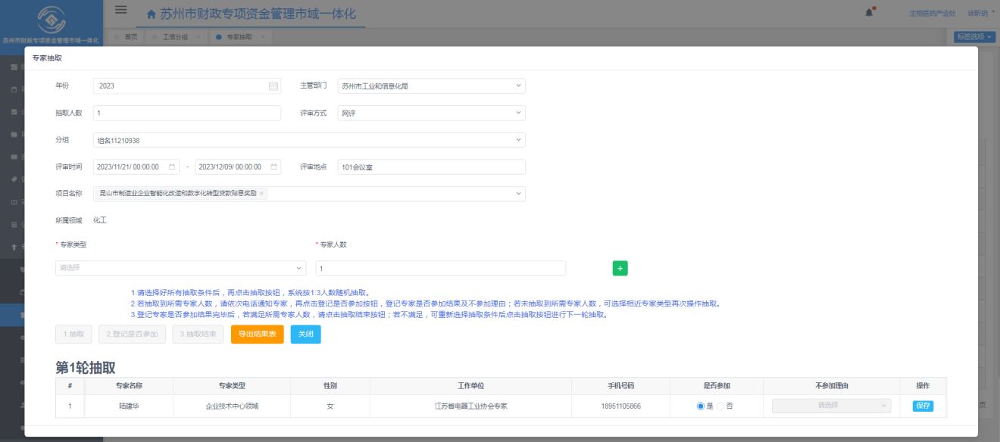 苏州市财政专项资金管理市域一体化
苏州市财政专项资金管理市域一体化
生物医药产业处
首页
工信分组 ×
专家抽取 ×
标签选项
专家抽取
年份 2023 主管部门 苏州市工业和信息化局
抽取人数 1 评审方式 网评
分组 组名11210938
评审时间 2023/11/21/ 00:00:00 - 2023/12/09/ 00:00:00 评审地点 101会议室
项目名称 昆山市制造业企业智能化改造和数字化转型贷款贴息奖励 ×
所属领域 化工
* 专家类型 * 专家人数
请选择 1 +
1.请选择好所有抽取条件后，再点击抽取按钮，系统按1:3人数随机抽取。
2.若抽取到所需专家人数，请依次电话通知专家，再点击登记是否参加按钮，登记专家是否参加结果及不参加理由；若未抽取到所需专家人数，可选择相近专家类型再次操作抽取。
3.登记专家是否参加结果完毕后，若满足所需专家人数，请点击抽取结束按钮；若不满足，可重新选择抽取条件后点击抽取按钮进行下一轮抽取。
1.抽取 2.登记是否参加 3.抽取结束 导出结果表 关闭
第1轮抽取
# 专家名称 专家类型 性别 工作单位 手机号码 是否参加 不参加理由 操作
1 陆建华 企业技术中心领域 女 江苏省电器工业协会专家 18951105866 是 否 请选择 保存
页